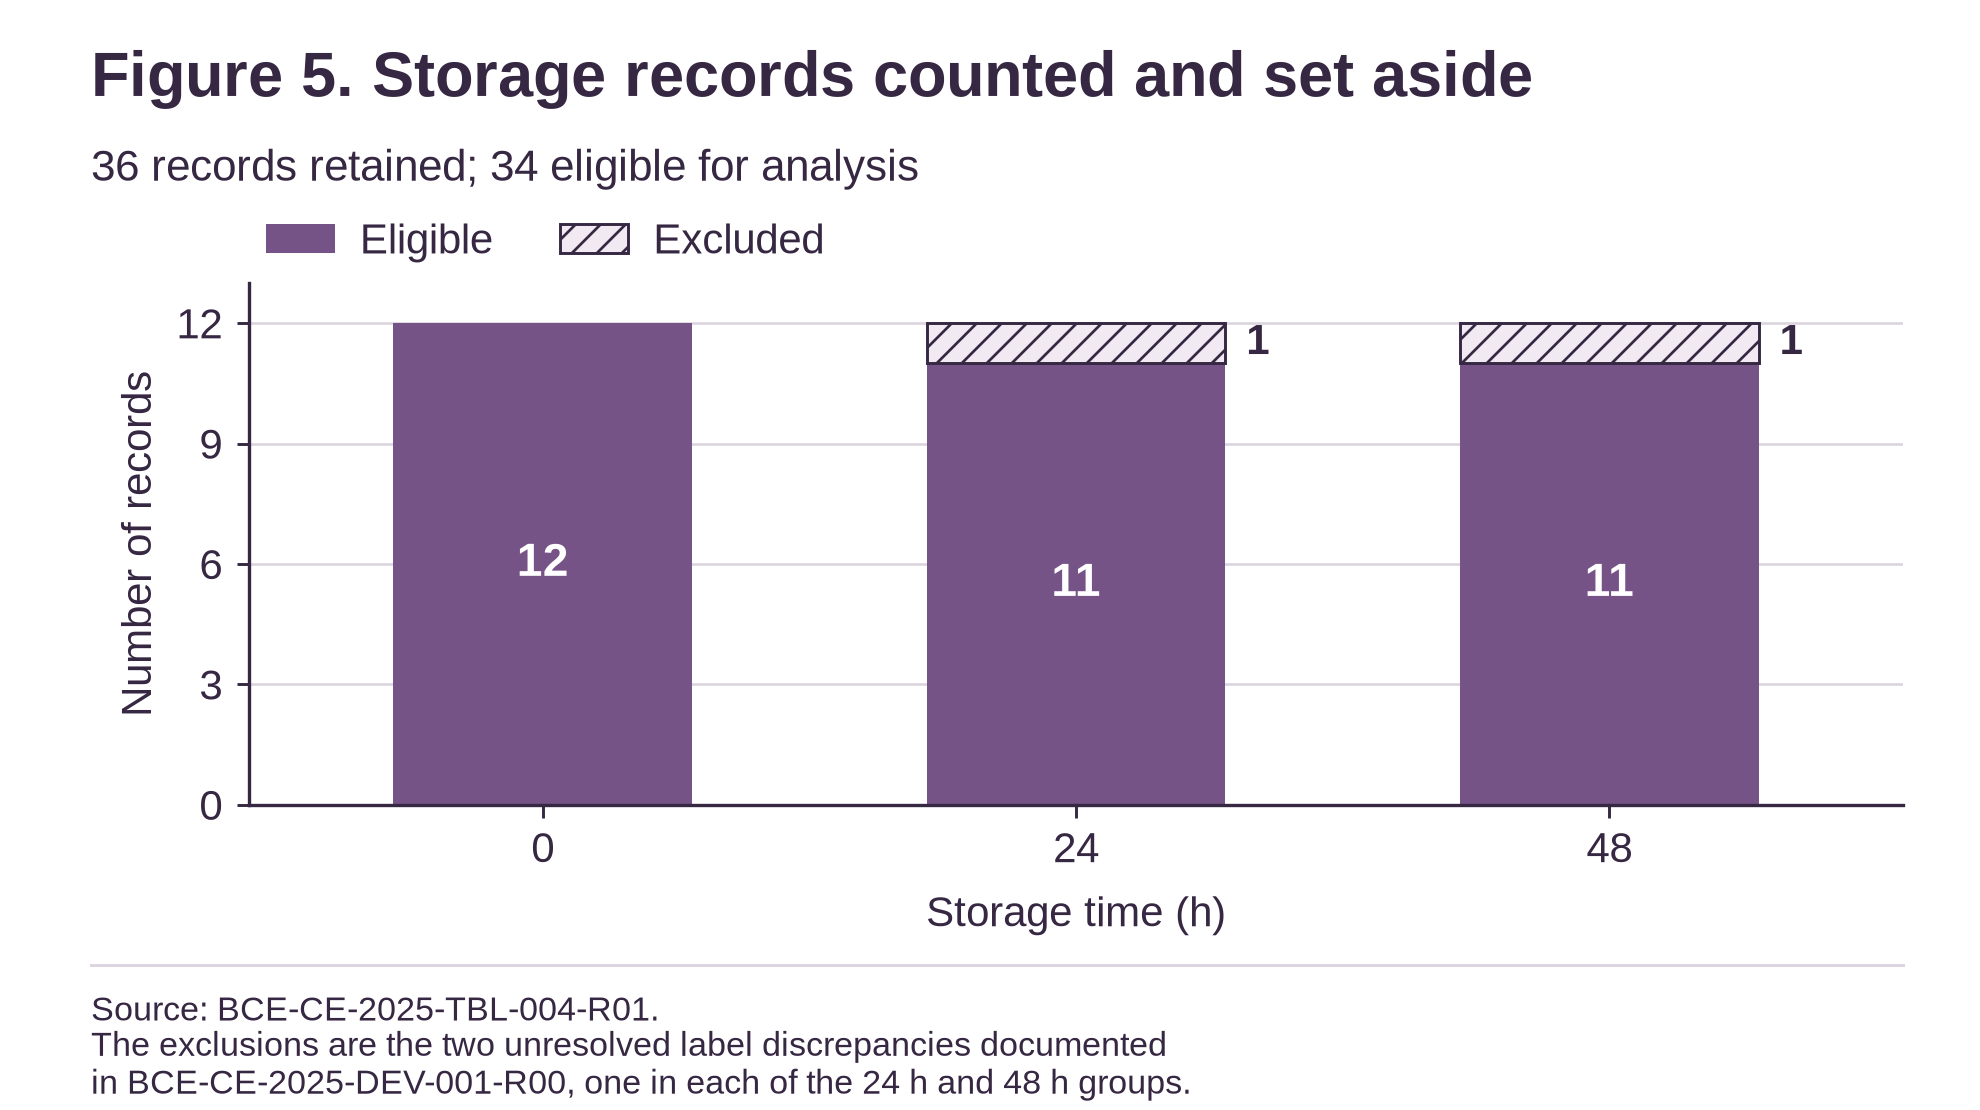 Figure 5. Storage records counted and set aside
36 records retained; 34 eligible for analysis
Eligible
Excluded
Number of records
12
9
6
3
0
12
11
1
11
1
0
24
48
Storage time (h)
Source: BCE-CE-2025-TBL-004-R01.
The exclusions are the two unresolved label discrepancies documented
in BCE-CE-2025-DEV-001-R00, one in each of the 24 h and 48 h groups.